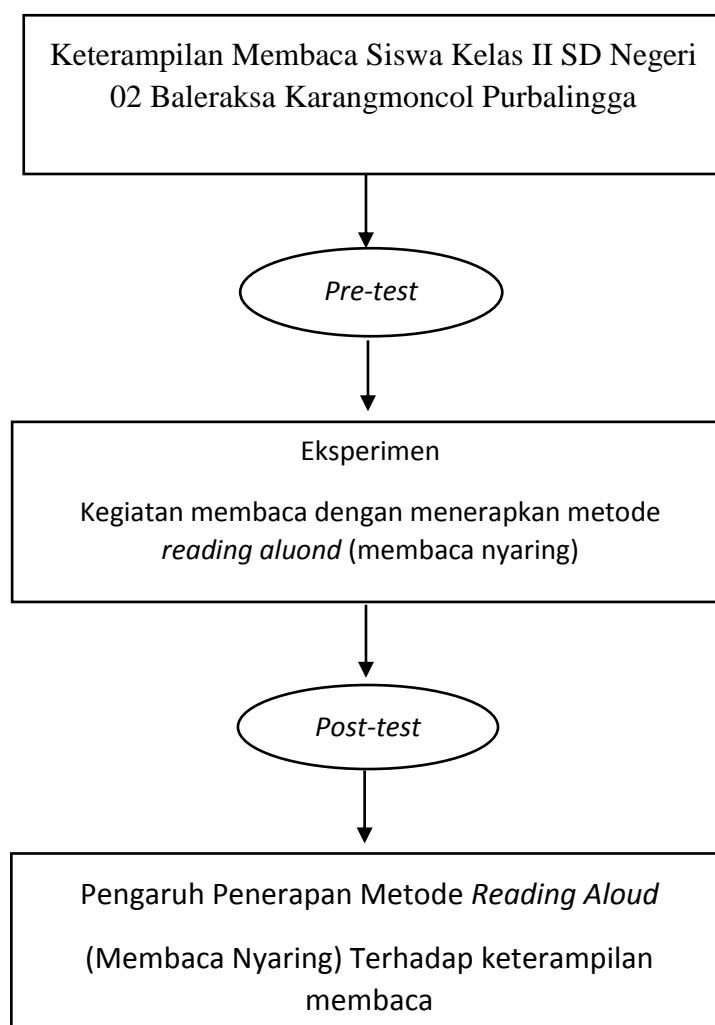 Keterampilan Membaca Siswa Kelas II SD Negeri
02 Baleraksa Karangmoncol Purbalingga
Pre-test
Eksperimen
Kegiatan membaca dengan menerapkan metode
reading aluond (membaca nyaring)
Post-test
Pengaruh Penerapan Metode Reading Aloud
(Membaca Nyaring) Terhadap keterampilan
membaca